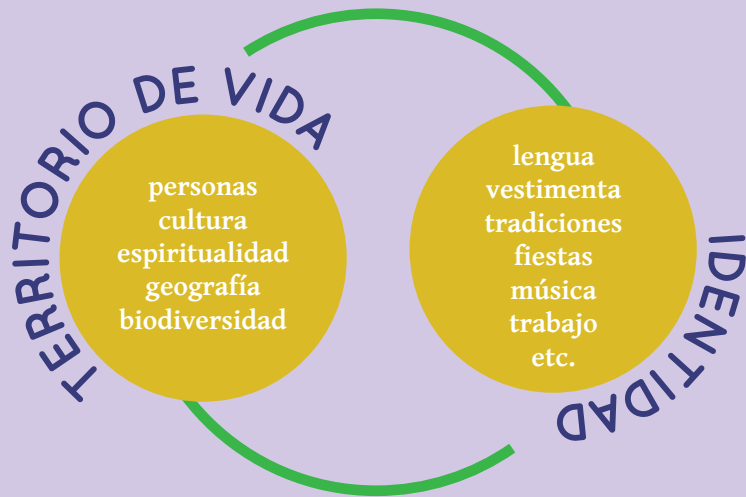 TERRITORIO DE VIDA
personas
cultura
espiritualidad
geografía
biodiversidad
IDENTIDAD
lengua
vestimenta
tradiciones
fiestas
música
trabajo
etc.